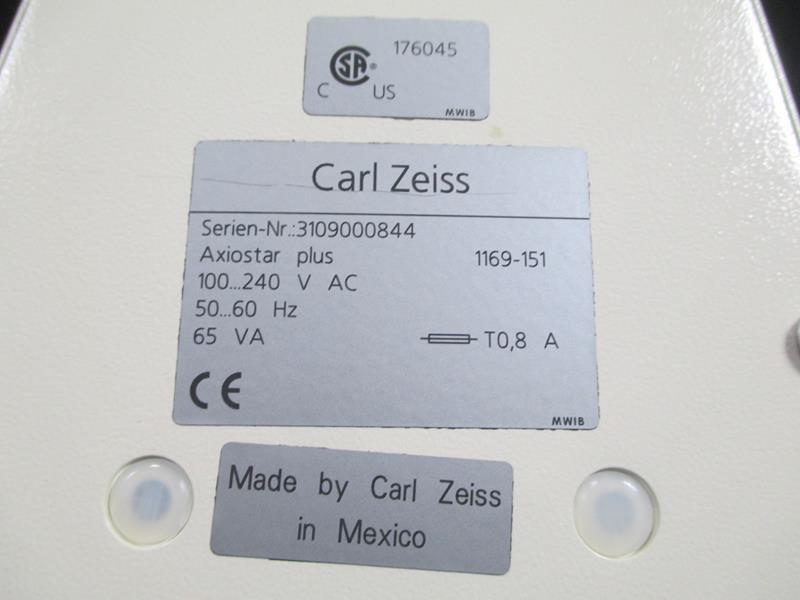 SA ®
176045
C US
MWIB
Carl Zeiss
Serien-Nr.:3109000844
Axiostar plus 1169-151
100...240 V AC
50...60 Hz
65 VA T0,8 A
CE
MWIB
Made by Carl Zeiss
in Mexico